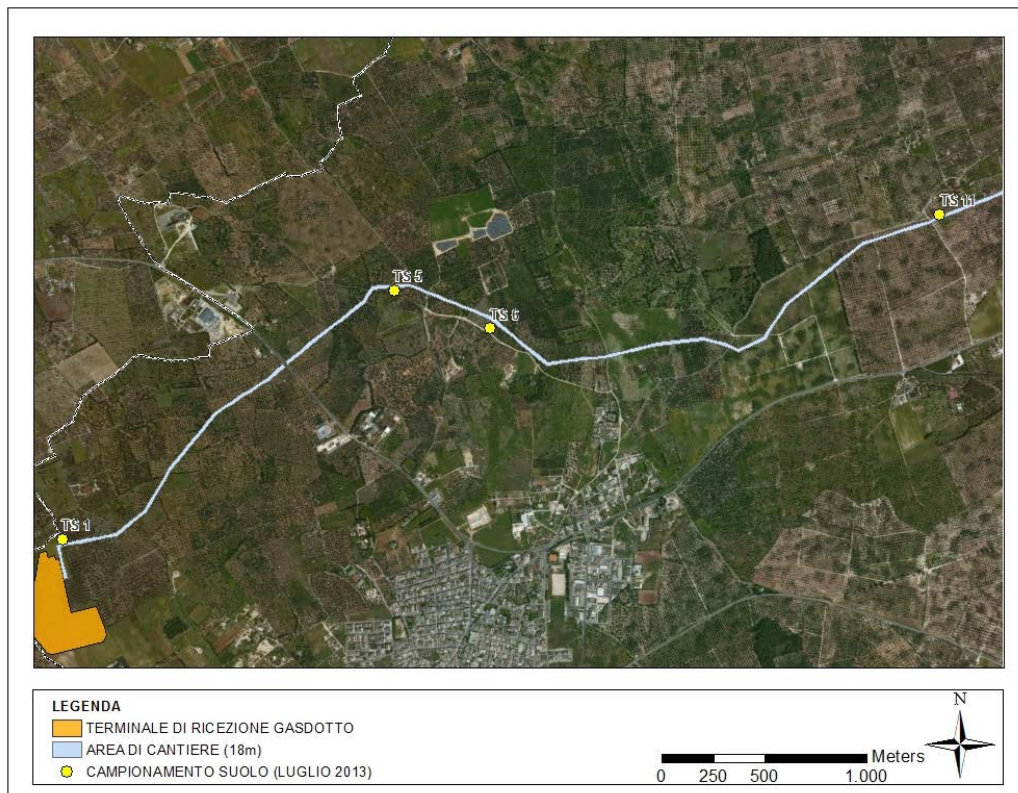 TS 11
TS 5
TS 6
TS 1
LEGENDA
TERMINALE DI RICEZIONE GASDOTTO
AREA DI CANTIERE (18m)
CAMPIONAMENTO SUOLO (LUGLIO 2013)
N
Meters
0 250 500 1.000